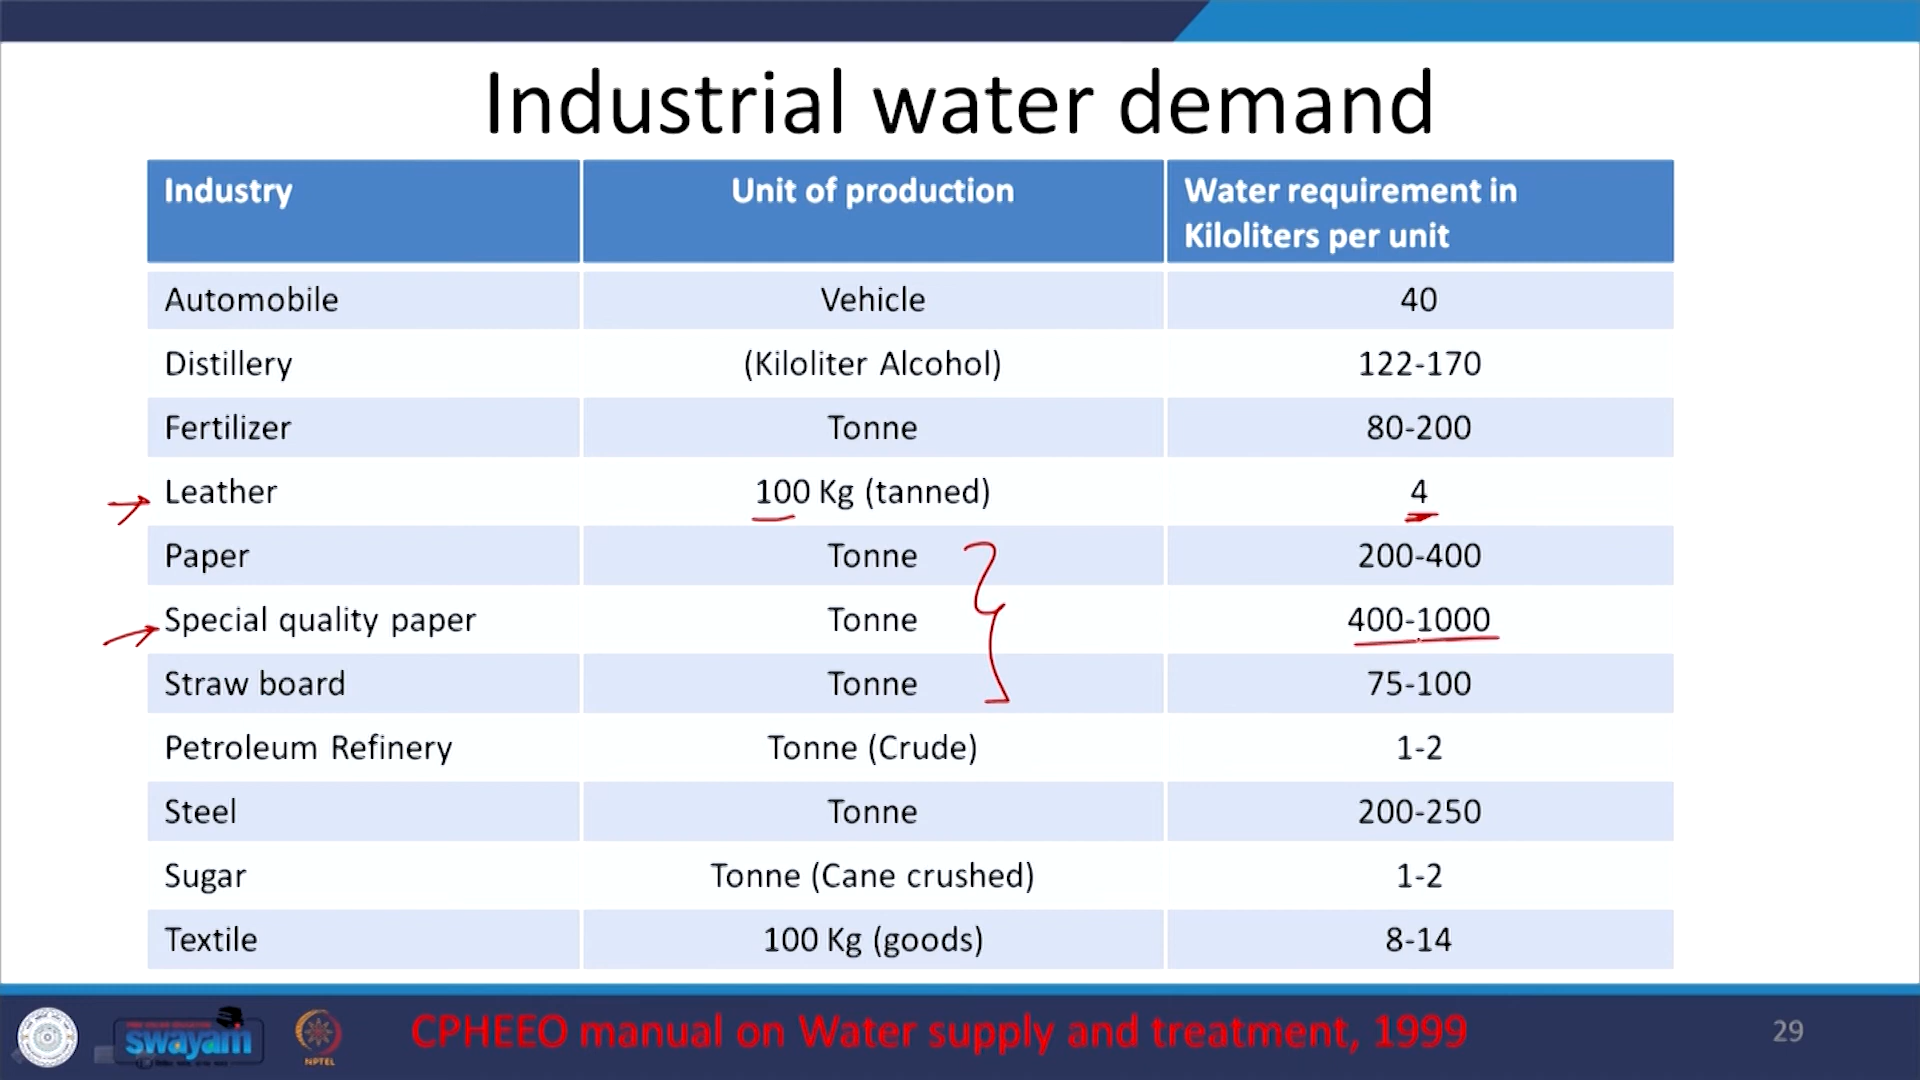 Industrial water demand
Industry Unit of production Water requirement in
Kiloliters per unit
Automobile Vehicle 40
Distillery (Kiloliter Alcohol) 122-170
Fertilizer Tonne 80-200
Leather 100 Kg (tanned) 4
Paper Tonne 200-400
Special quality paper Tonne 400-1000
Straw board Tonne 75-100
Petroleum Refinery Tonne (Crude) 1-2
Steel Tonne 200-250
Sugar Tonne (Cane crushed) 1-2
Textile 100 Kg (goods) 8-14
swayam NPTEL CPHEEO manual on Water supply and treatment, 1999 29